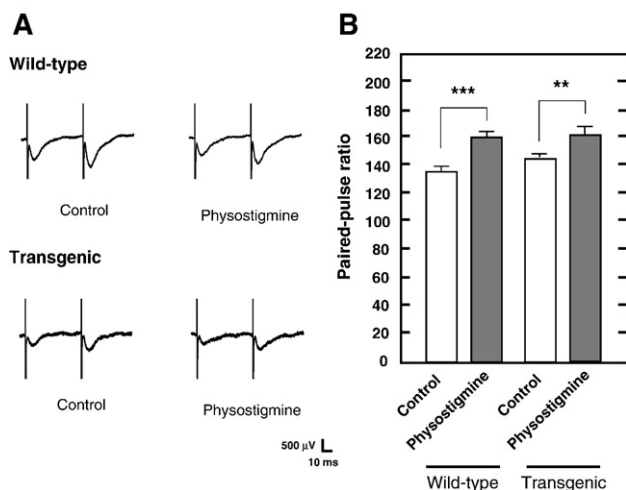 A
Wild-type
Control
Physostigmine
Transgenic
Control
Physostigmine
500 µV
10 ms
B
Paired-pulse ratio
220
200
180
160
140
120
100
80
60
40
20
0
***
**
Control
Physostigmine
Control
Physostigmine
Wild-type
Transgenic